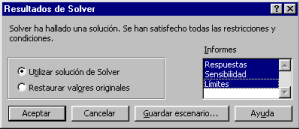 Resultados de Solver
Solver ha hallado una solución. Se han satisfecho todas las restricciones y
condiciones.
Informes
Utilizar solución de Solver
Restaurar valores originales
Respuestas
Sensibilidad
Límites
Aceptar
Cancelar
Guardar escenario...
Ayuda